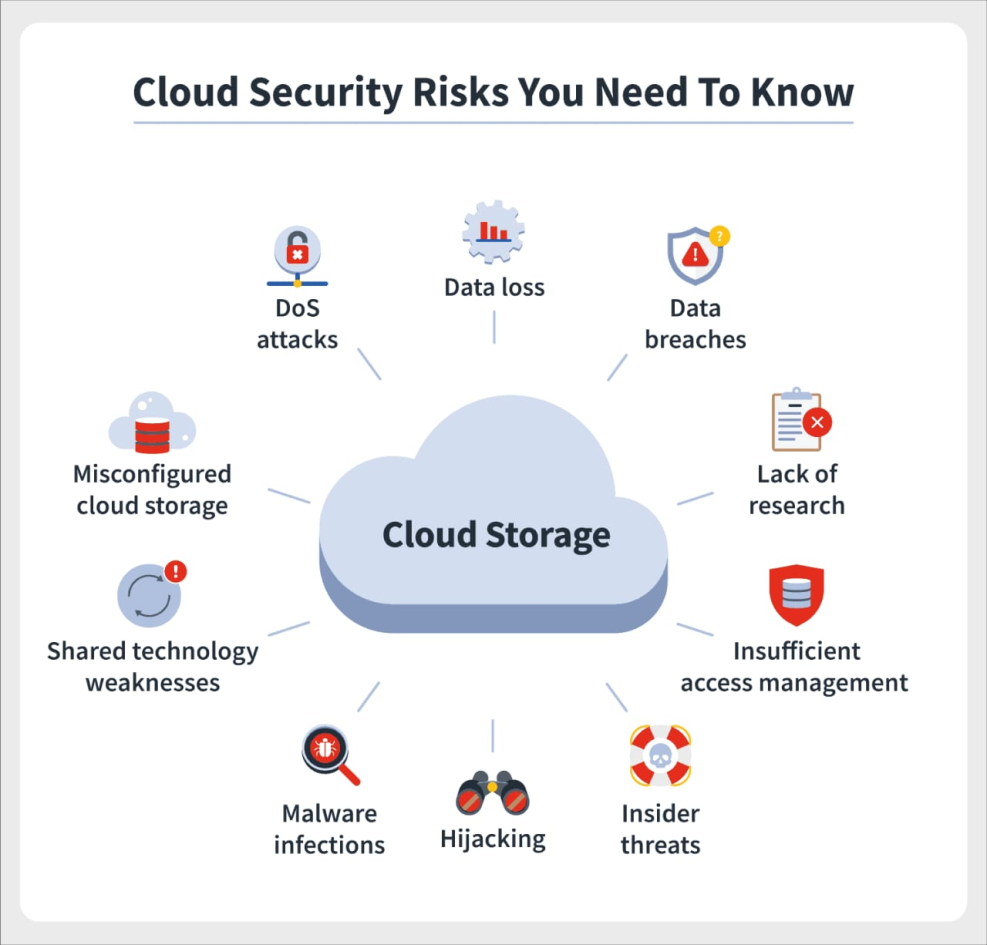 Cloud Security Risks You Need To Know
Data loss
DoS
attacks
Data
breaches
Misconfigured
cloud storage
Lack of
research
Cloud Storage
Shared technology
weaknesses
Insufficient
access management
Malware
infections
Hijacking
Insider
threats